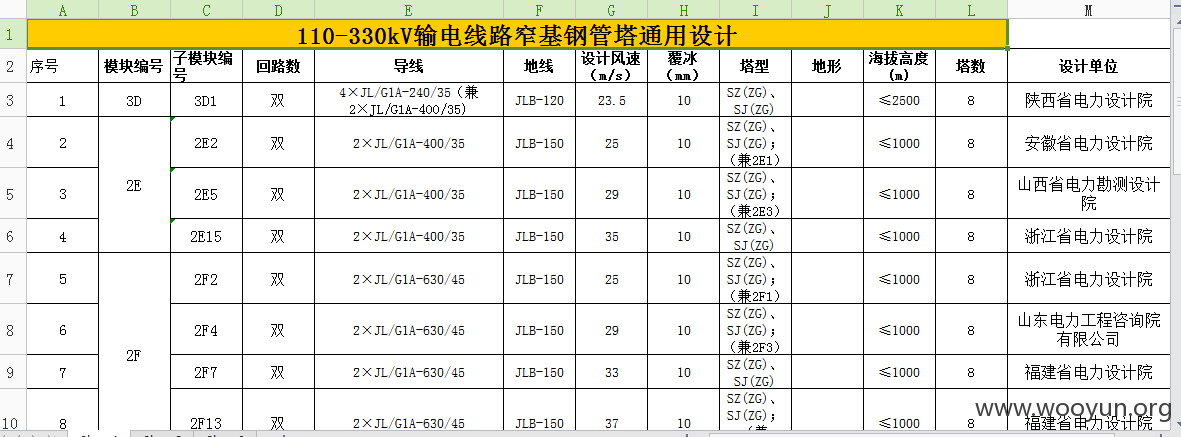 A B C D E F G H I J K L M
1 110-330kV输电线路窄基钢管塔通用设计
2 序号 模块编号 子模块编号 回路数 导线 地线 设计风速（m/s） 覆冰（mm） 塔型 地形 海拔高度（m） 塔数 设计单位
3 1 3D 3D1 双 4×JL/G1A-240/35（兼2×JL/G1A-400/35） JLB-120 23.5 10 SZ(ZG)、SJ(ZG) ≤2500 8 陕西省电力设计院
4 2 2E 2E2 双 2×JL/G1A-400/35 JLB-150 25 10 SZ(ZG)、SJ(ZG)；（兼2E1） ≤1000 8 安徽省电力设计院
5 3 2E5 双 2×JL/G1A-400/35 JLB-150 29 10 SZ(ZG)、SJ(ZG)；（兼2E3） ≤1000 8 山西省电力勘测设计院
6 4 2E15 双 2×JL/G1A-400/35 JLB-150 35 10 SZ(ZG)、SJ(ZG) ≤1000 8 浙江省电力设计院
7 5 2F 2F2 双 2×JL/G1A-630/45 JLB-150 25 10 SZ(ZG)、SJ(ZG)；（兼2F1） ≤1000 8 浙江省电力设计院
8 6 2F4 双 2×JL/G1A-630/45 JLB-150 29 10 SZ(ZG)、SJ(ZG)；（兼2F3） ≤1000 8 山东电力工程咨询院有限公司
9 7 2F7 双 2×JL/G1A-630/45 JLB-150 33 10 SZ(ZG)、SJ(ZG) ≤1000 8 福建省电力设计院
10 8 2F13 双 2×JL/G1A-630/45 JLB-150 37 10 SZ(ZG)、SJ(ZG)； ≤1000 8 福建省电力设计院
www.wooyun.org